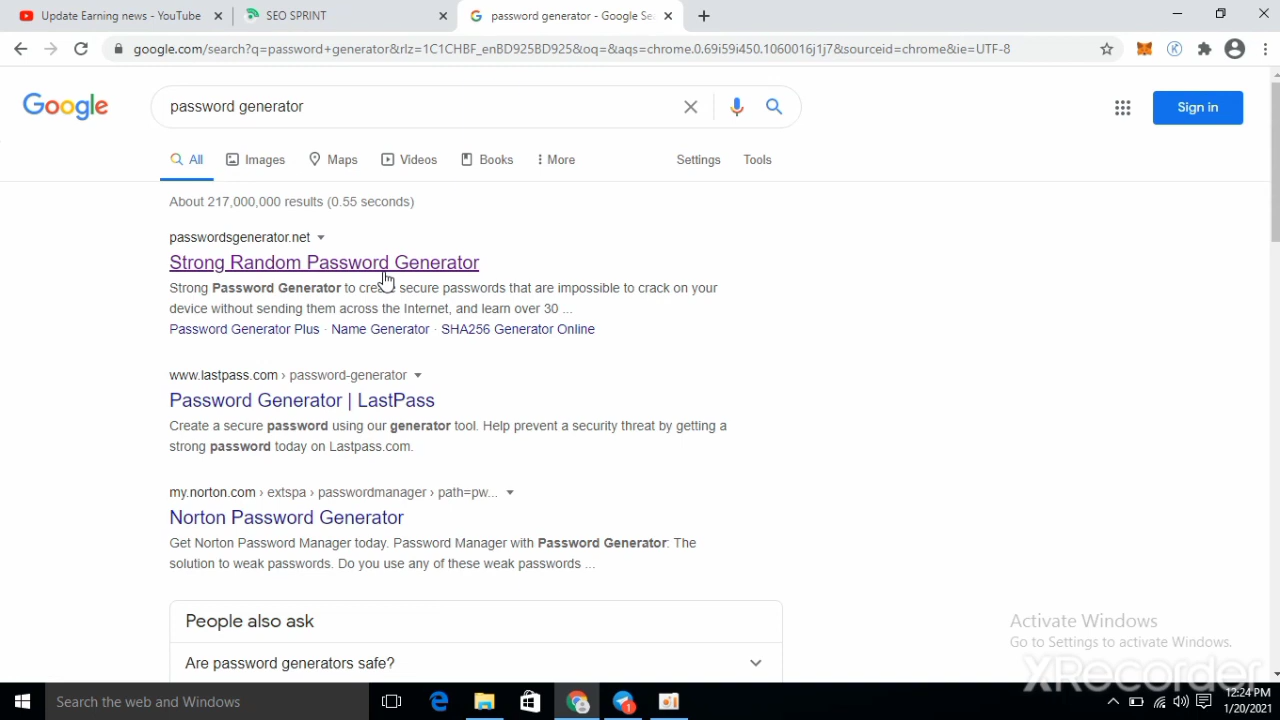 Update Earning news - YouTube
SEO SPRINT
password generator - Google Se
google.com/search?q=password+generator&rlz=1C1CHBF_enBD925BD925&oq=&aqs=chrome.0.69i59i450.1060016j1j7&sourceid=chrome&ie=UTF-8
Google
password generator
Sign in
All
Images
Maps
Videos
Books
More
Settings
Tools
About 217,000,000 results (0.55 seconds)
passwordsgenerator.net
Strong Random Password Generator
Strong Password Generator to create secure passwords that are impossible to crack on your
device without sending them across the Internet, and learn over 30 ...
Password Generator Plus · Name Generator · SHA256 Generator Online
www.lastpass.com › password-generator
Password Generator | LastPass
Create a secure password using our generator tool. Help prevent a security threat by getting a
strong password today on Lastpass.com.
my.norton.com › extspa › passwordmanager › path=pw...
Norton Password Generator
Get Norton Password Manager today. Password Manager with Password Generator: The
solution to weak passwords. Do you use any of these weak passwords ...
People also ask
Are password generators safe?
Activate Windows
Go to Settings to activate Windows.
XRecorder
Search the web and Windows
12:24 PM
1/20/2021